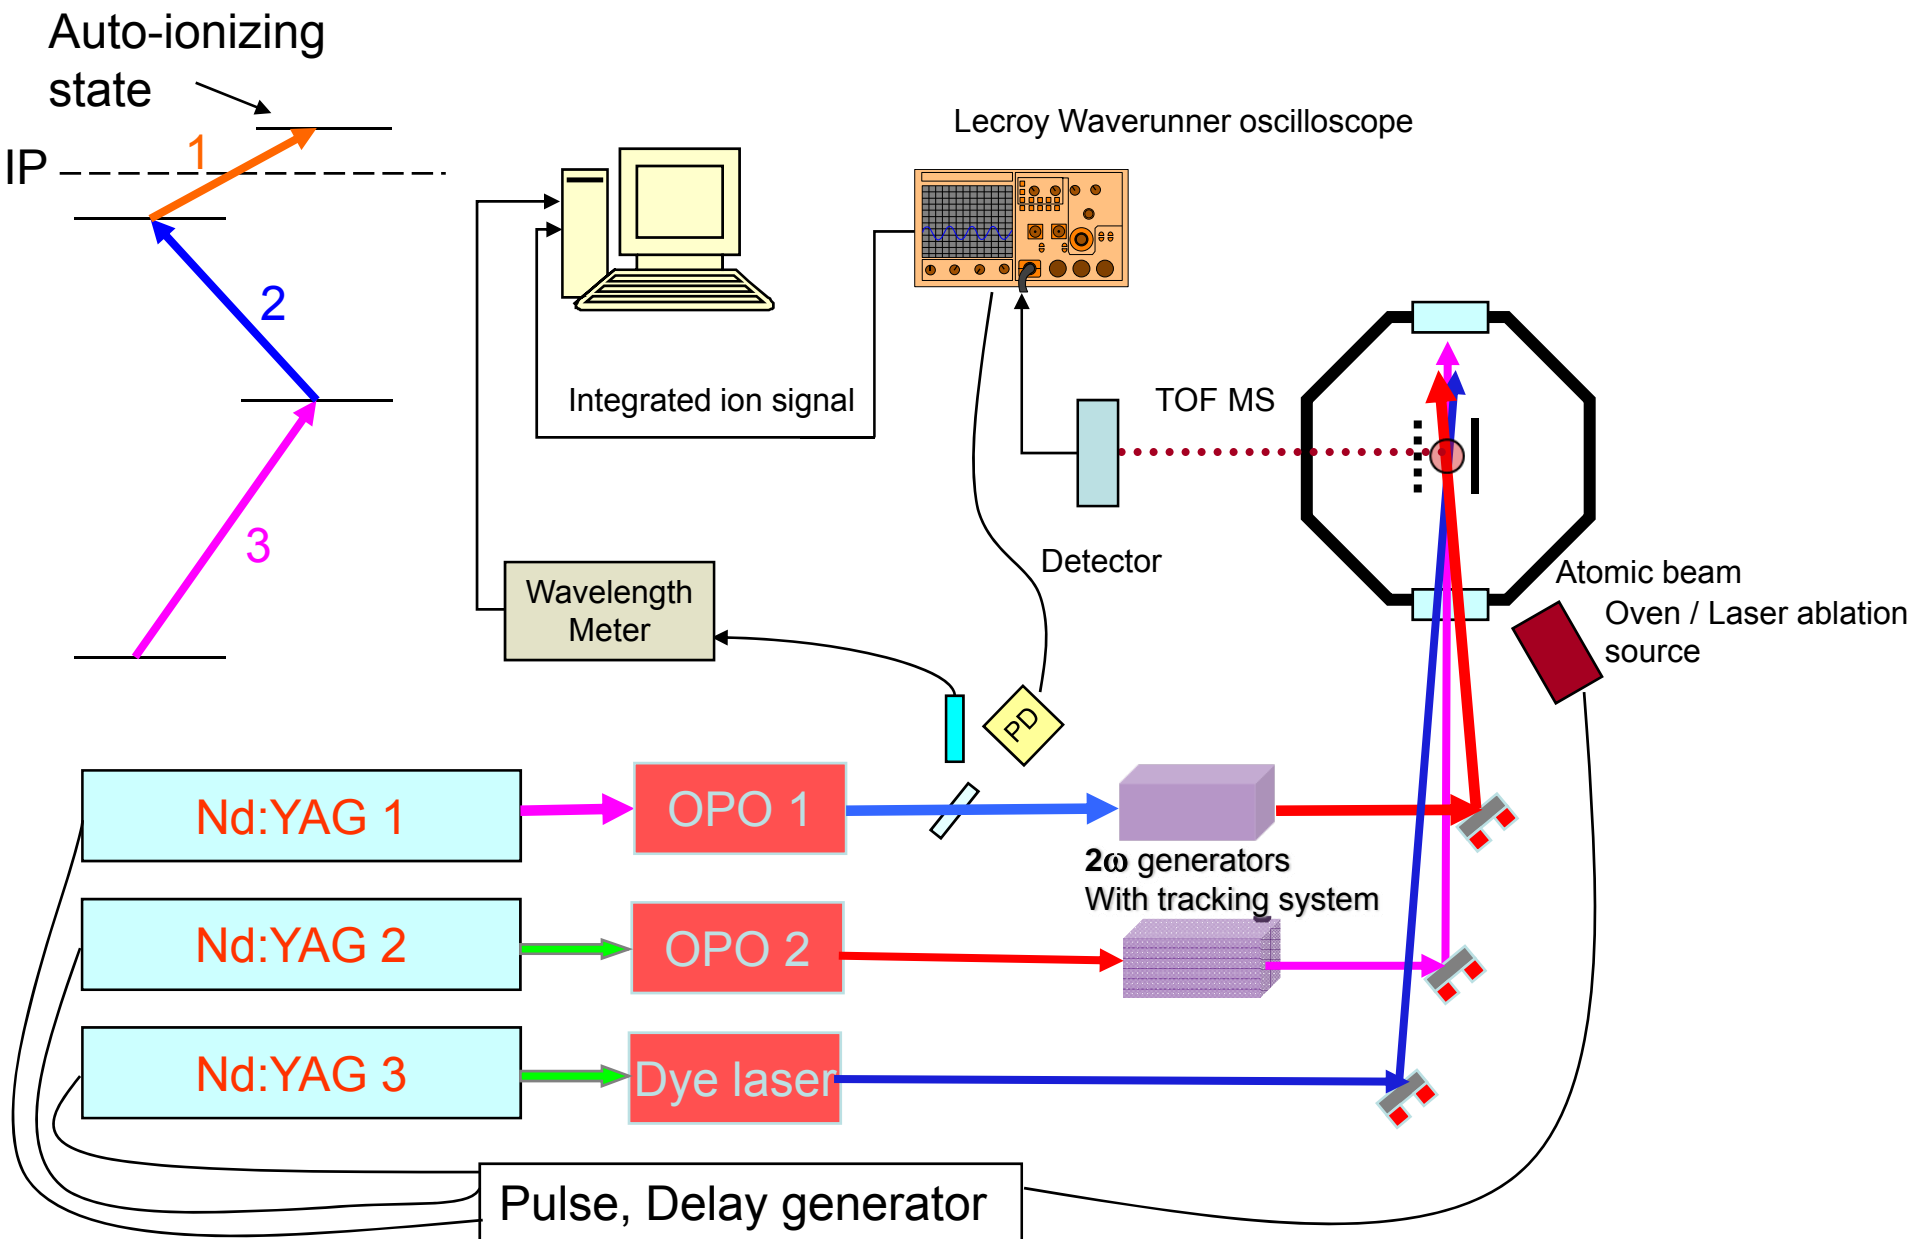 Auto-ionizing
state
IP
1
2
3
Lecroy Waverunner oscilloscope
Integrated ion signal
TOF MS
Detector
Wavelength
Meter
Atomic beam
Oven / Laser ablation
source
PD
Nd:YAG 1
OPO 1
2ω generators
With tracking system
Nd:YAG 2
OPO 2
Nd:YAG 3
Dye laser
Pulse, Delay generator